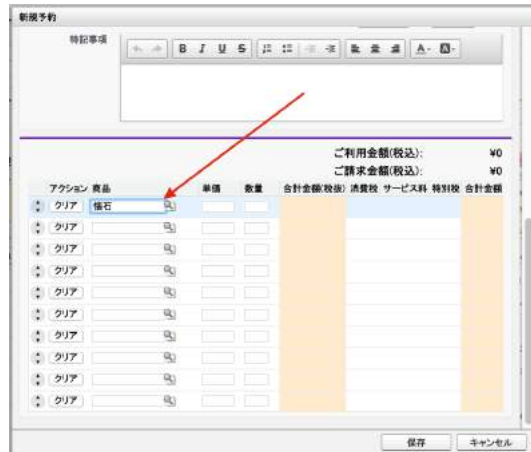 新規予約
特記事項
B I U S A A
ご利用金額(税込): ¥0
ご請求金額(税込): ¥0
アクション 商品 単価 数量 合計金額(税抜) 消費税 サービス料 特別税 合計金額
クリア 懐石
クリア
クリア
クリア
クリア
クリア
クリア
クリア
クリア
クリア
保存 キャンセル